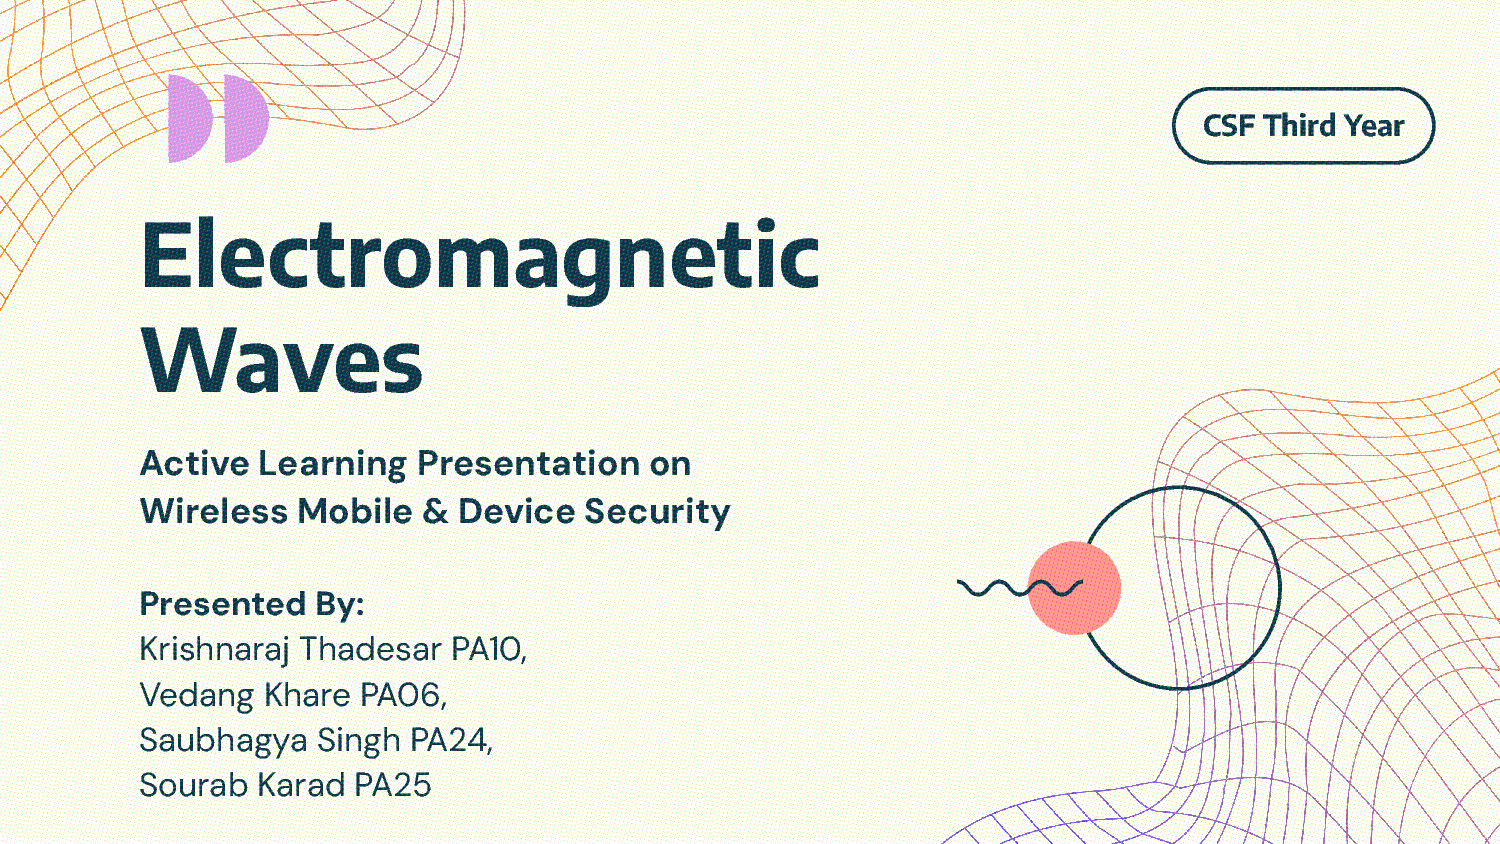 CSF Third Year
Electromagnetic
Waves
Active Learning Presentation on
Wireless Mobile & Device Security
Presented By:
Krishnaraj Thadesar PA10,
Vedang Khare PA06,
Saubhagya Singh PA24,
Sourab Karad PA25